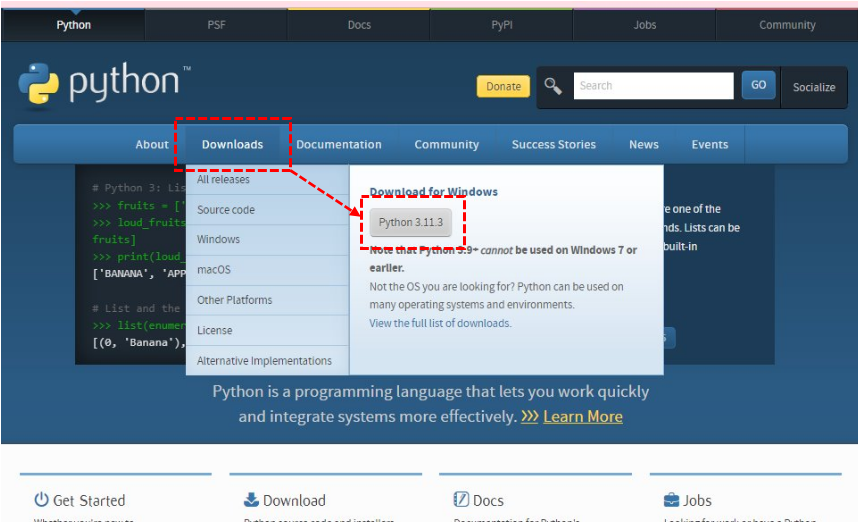 Python PSF Docs PyPI Jobs Community
python™
Donate Search GO Socialize
About Downloads Documentation Community Success Stories News Events
# Python 3: Lis
>>> fruits = ['
>>> loud_fruits
fruits]
>>> print(loud_
['BANANA', 'APP
# List and the
>>> list(enumer
[(0, 'Banana'),
All releases
Source code
Windows
macOS
Other Platforms
License
Alternative Implementations
Download for Windows
Python 3.11.3
Note that Python 3.9+ cannot be used on Windows 7 or
earlier.
Not the OS you are looking for? Python can be used on
many operating systems and environments.
View the full list of downloads.
e one of the
nds. Lists can be
built-in
Python is a programming language that lets you work quickly
and integrate systems more effectively. >>> Learn More
Get Started
Download
Docs
Jobs